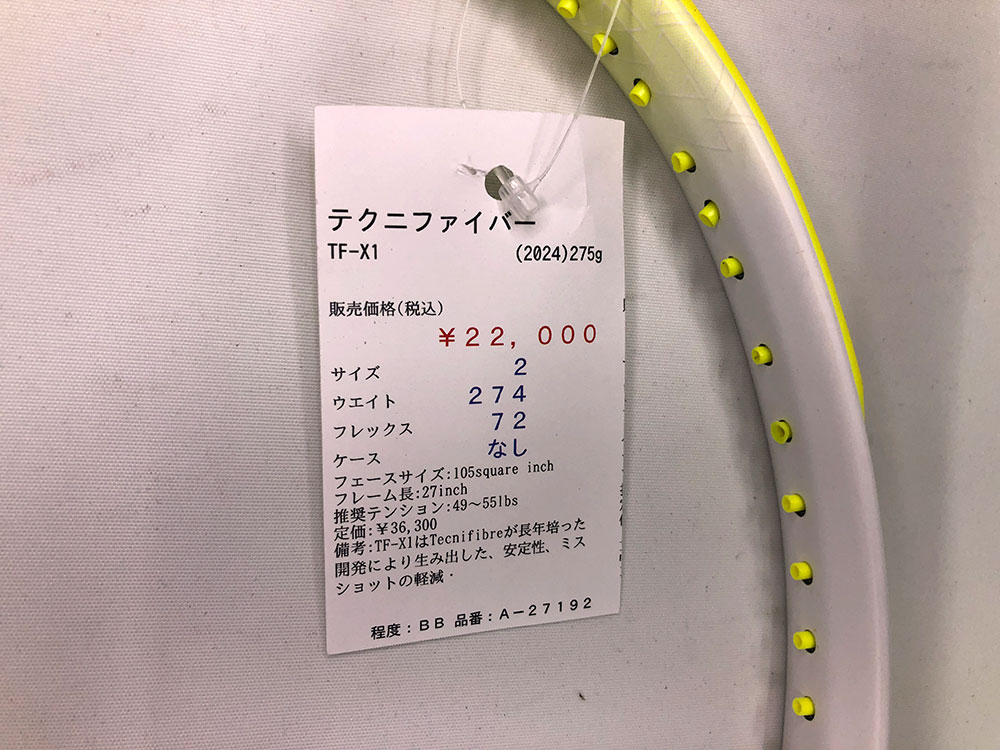 テクニファイバー
TF-X1 (2024)275g
販売価格(税込)
¥22,000
サイズ 2
ウエイト 274
フレックス 72
ケース なし
フェースサイズ:105square inch
フレーム長:27inch
推奨テンション:49～55lbs
定価:¥36,300
備考:TF-X1はTecnifibreが長年培った
開発により生み出した、安定性、ミス
ショットの軽減・
程度:BB 品番:A-27192